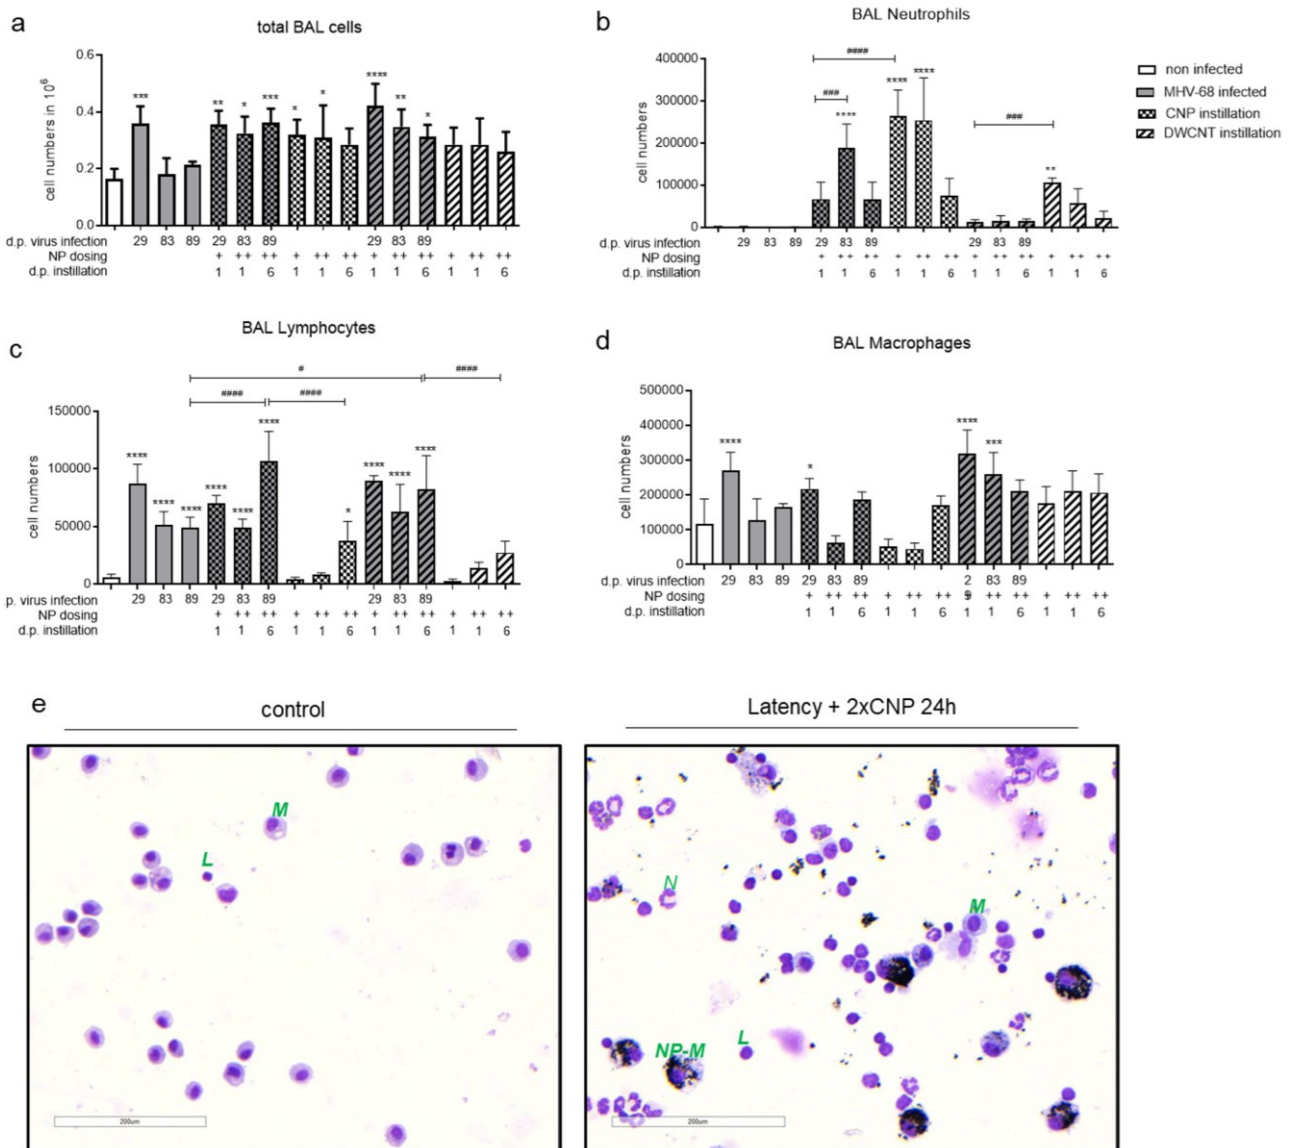 a
total BAL cells
0.6
0.4
0.2
0.0
cell numbers in 10⁶
*** ** * *** * * **** ** *
d.p. virus infection 29 83 89 29 83 89 29 83 89
NP dosing + ++ ++ + ++ ++ + ++ ++ + ++ ++
d.p. instillation 1 1 6 1 1 6 1 1 6 1 1 6
b
BAL Neutrophils
400000
300000
200000
100000
0
cell numbers
####
### **** **** ****
###
**
d.p. virus infection 29 83 89 29 83 89 29 83 89
NP dosing + ++ ++ + ++ ++ + ++ ++ + ++ ++
d.p. instillation 1 1 6 1 1 6 1 1 6 1 1 6
non infected
MHV-68 infected
CNP instillation
DWCNT instillation
c
BAL Lymphocytes
# ####
#### ####
150000
100000
50000
0
cell numbers
**** **** **** **** **** **** * **** **** ****
p. virus infection 29 83 89 29 83 89 29 83 89
NP dosing + ++ ++ + ++ ++ + ++ ++ + ++ ++
d.p. instillation 1 1 6 1 1 6 1 1 6 1 1 6
d
BAL Macrophages
500000
400000
300000
200000
100000
0
cell numbers
**** * **** ***
d.p. virus infection 29 83 89 29 83 89 29 83 89
NP dosing + ++ ++ + ++ ++ + ++ ++ + ++ ++
d.p. instillation 1 1 6 1 1 6 1 1 6 1 1 6
e
control
M
L
200um
Latency + 2xCNP 24h
N
M
NP-M
L
200um